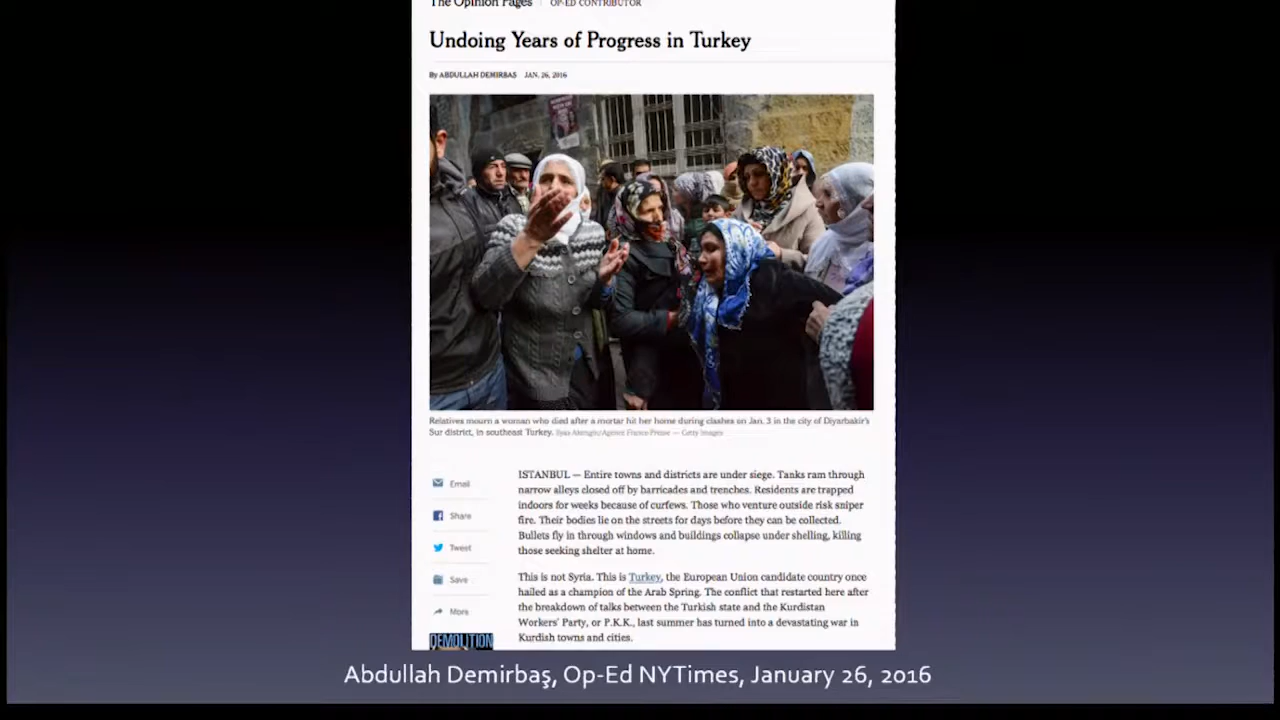 The Opinion Pages | OP-ED CONTRIBUTOR
Undoing Years of Progress in Turkey
By ABDULLAH DEMIRBAŞ JAN. 26, 2016
Relatives mourn a woman who died after a mortar hit her home during clashes on Jan. 3 in the city of Diyarbakir's
Sur district, in southeast Turkey. Ilyas Akengin/Agence France-Presse — Getty Images
Email
Share
Tweet
Save
More
DEMOLITION
ISTANBUL — Entire towns and districts are under siege. Tanks ram through
narrow alleys closed off by barricades and trenches. Residents are trapped
indoors for weeks because of curfews. Those who venture outside risk sniper
fire. Their bodies lie on the streets for days before they can be collected.
Bullets fly in through windows and buildings collapse under shelling, killing
those seeking shelter at home.
This is not Syria. This is Turkey, the European Union candidate country once
hailed as a champion of the Arab Spring. The conflict that restarted here after
the breakdown of talks between the Turkish state and the Kurdistan
Workers' Party, or P.K.K., last summer has turned into a devastating war in
Kurdish towns and cities.
Abdullah Demirbaş, Op-Ed NYTimes, January 26, 2016